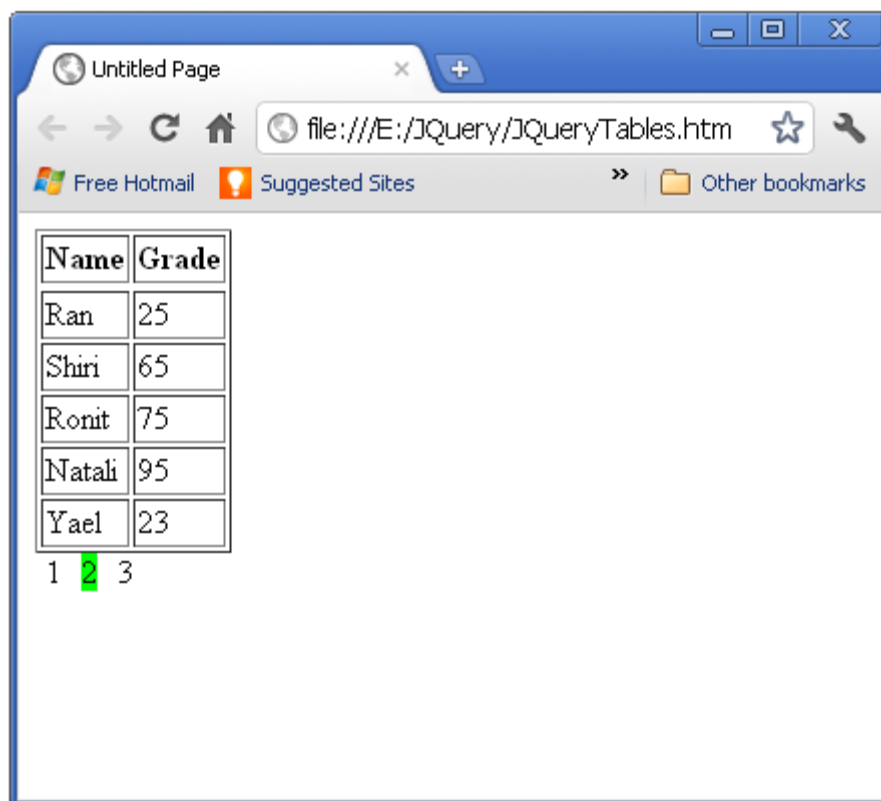 Untitled Page
file:///E:/JQuery/JQueryTables.htm
Free Hotmail Suggested Sites » Other bookmarks
Name Grade
Ran 25
Shiri 65
Ronit 75
Natali 95
Yael 23
1 2 3